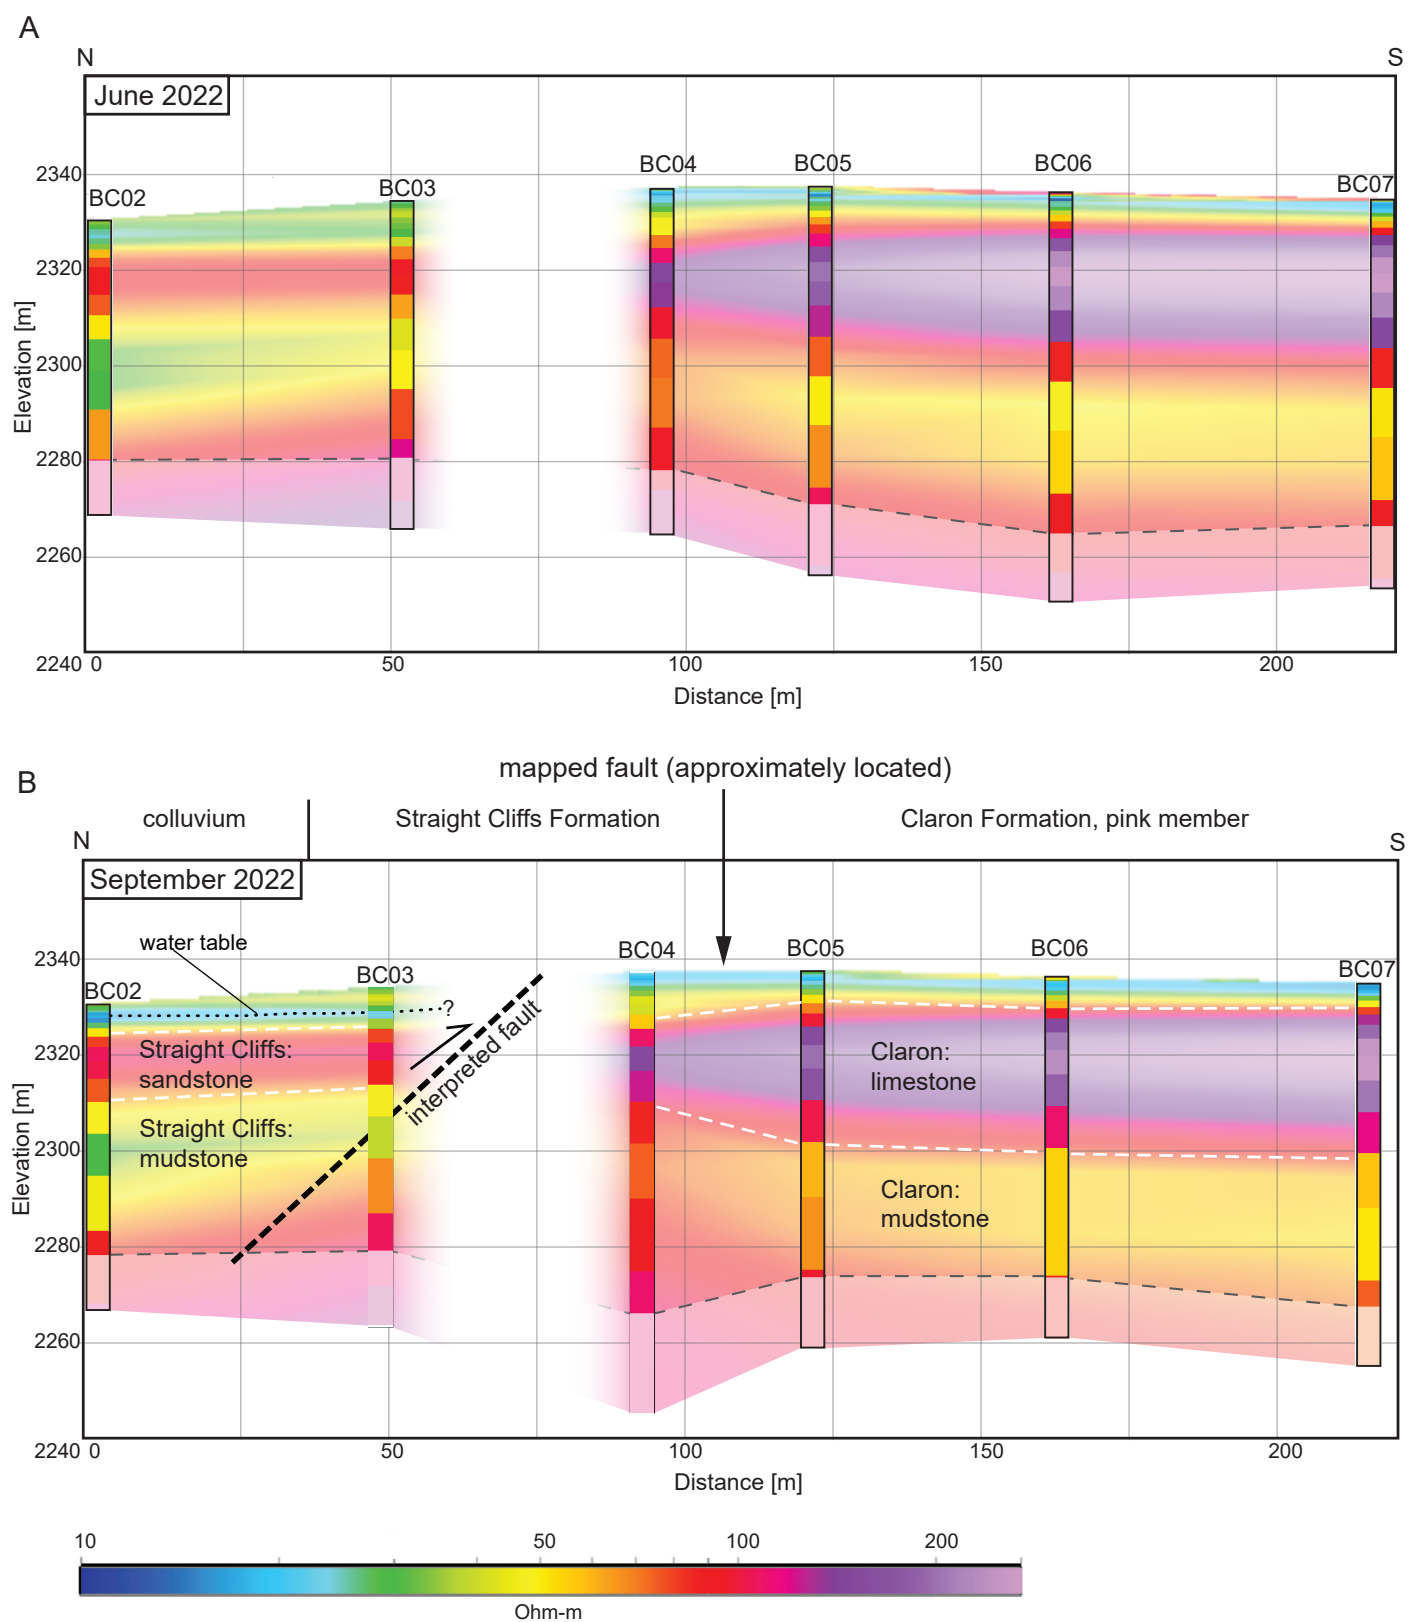 A
N S
June 2022
BC02 BC03 BC04 BC05 BC06 BC07
2340
2320
2300
2280
2260
2240
Elevation [m]
0 50 100 150 200
Distance [m]
mapped fault (approximately located)
B
colluvium Straight Cliffs Formation Claron Formation, pink member
N S
September 2022
water table
BC02 BC03 BC04 BC05 BC06 BC07
2340
2320
2300
2280
2260
2240
Elevation [m]
?
interpreted fault
Straight Cliffs:
sandstone
Straight Cliffs:
mudstone
Claron:
limestone
Claron:
mudstone
0 50 100 150 200
Distance [m]
10 50 100 200
Ohm-m